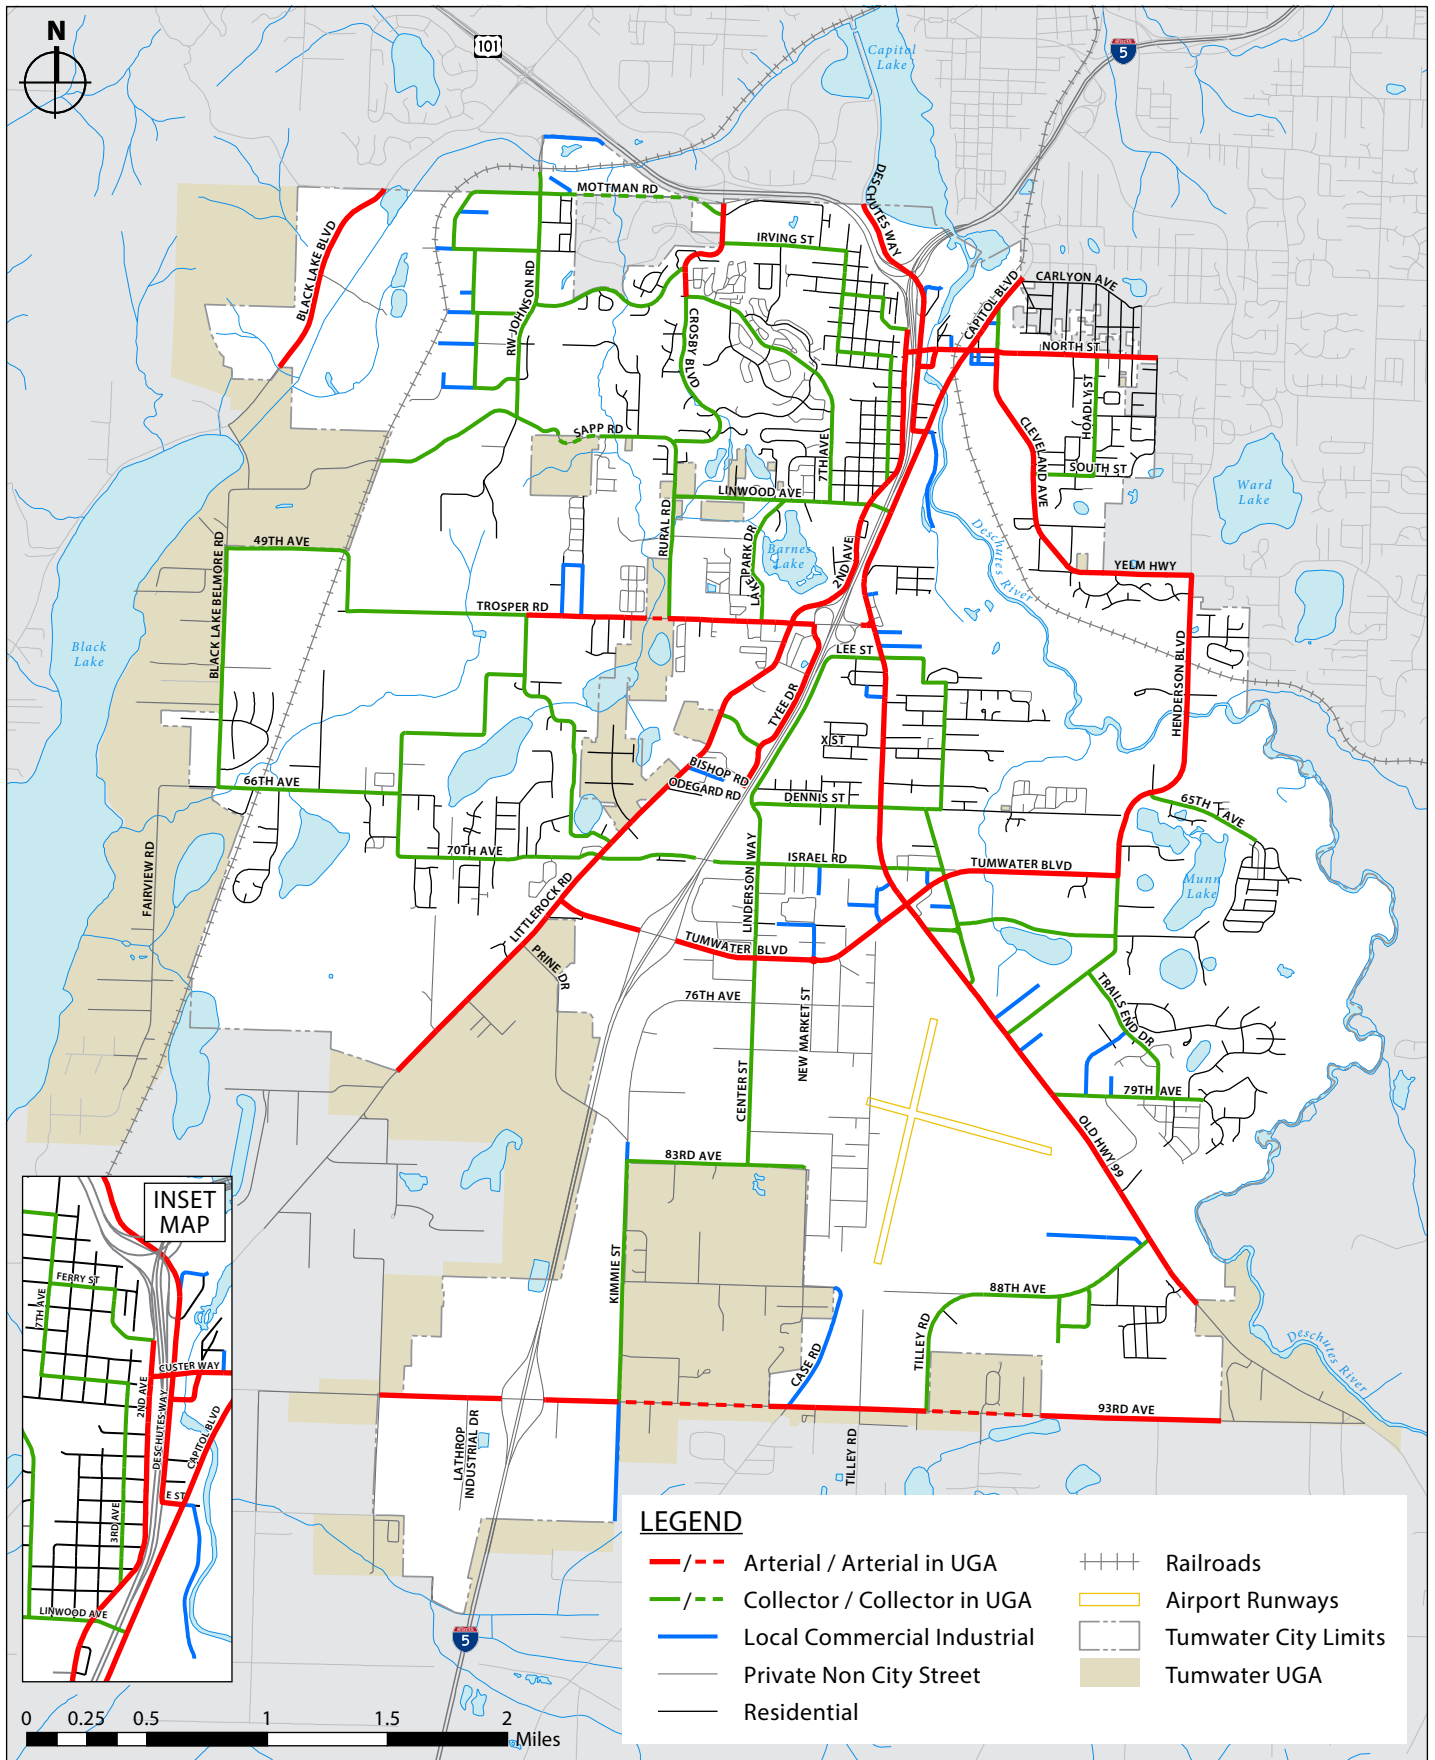 N
101
5
Capitol
Lake
DESCHUTES WAY
MOTTMAN RD
IRVING ST
CARLYON AVE
BLACK LAKE BLVD
RW JOHNSON RD
CAPITOL BLVD
CROSBY BLVD
NORTH ST
HOADLY ST
CLEVELAND AVE
SAPP RD
7TH AVE
SOUTH ST
LINWOOD AVE
Ward
Lake
RURAL RD
Deschutes
River
49TH AVE
BLACK LAKE BELMORE RD
LAKE PARK DR
Barnes
Lake
2ND AVE
YELM HWY
TROSPER RD
Black
Lake
LEE ST
HENDERSON BLVD
TYEE DR
X ST
BISHOP RD
ODEGARD RD
66TH AVE
DENNIS ST
65TH AVE
70TH AVE
ISRAEL RD
TUMWATER BLVD
LINDERSON WAY
Munn
Lake
FAIRVIEW RD
LITTLEROCK RD
TUMWATER BLVD
PRINE DR
76TH AVE
NEW MARKET ST
TRAILS END DR
CENTER ST
79TH AVE
OLD HWY 99
83RD AVE
KIMMIE ST
88TH AVE
TILLEY RD
CASE RD
Deschutes
River
93RD AVE
LATHROP
INDUSTRIAL DR
TILLEY RD
INSET
MAP
FERRY ST
7TH AVE
CUSTER WAY
2ND AVE
DESCHUTES WAY
CAPITOL BLVD
E ST
3RD AVE
LINWOOD AVE
5
LEGEND
/ Arterial / Arterial in UGA
/ Collector / Collector in UGA
Local Commercial Industrial
Private Non City Street
Residential
Railroads
Airport Runways
Tumwater City Limits
Tumwater UGA
0 0.25 0.5 1 1.5 2
Miles